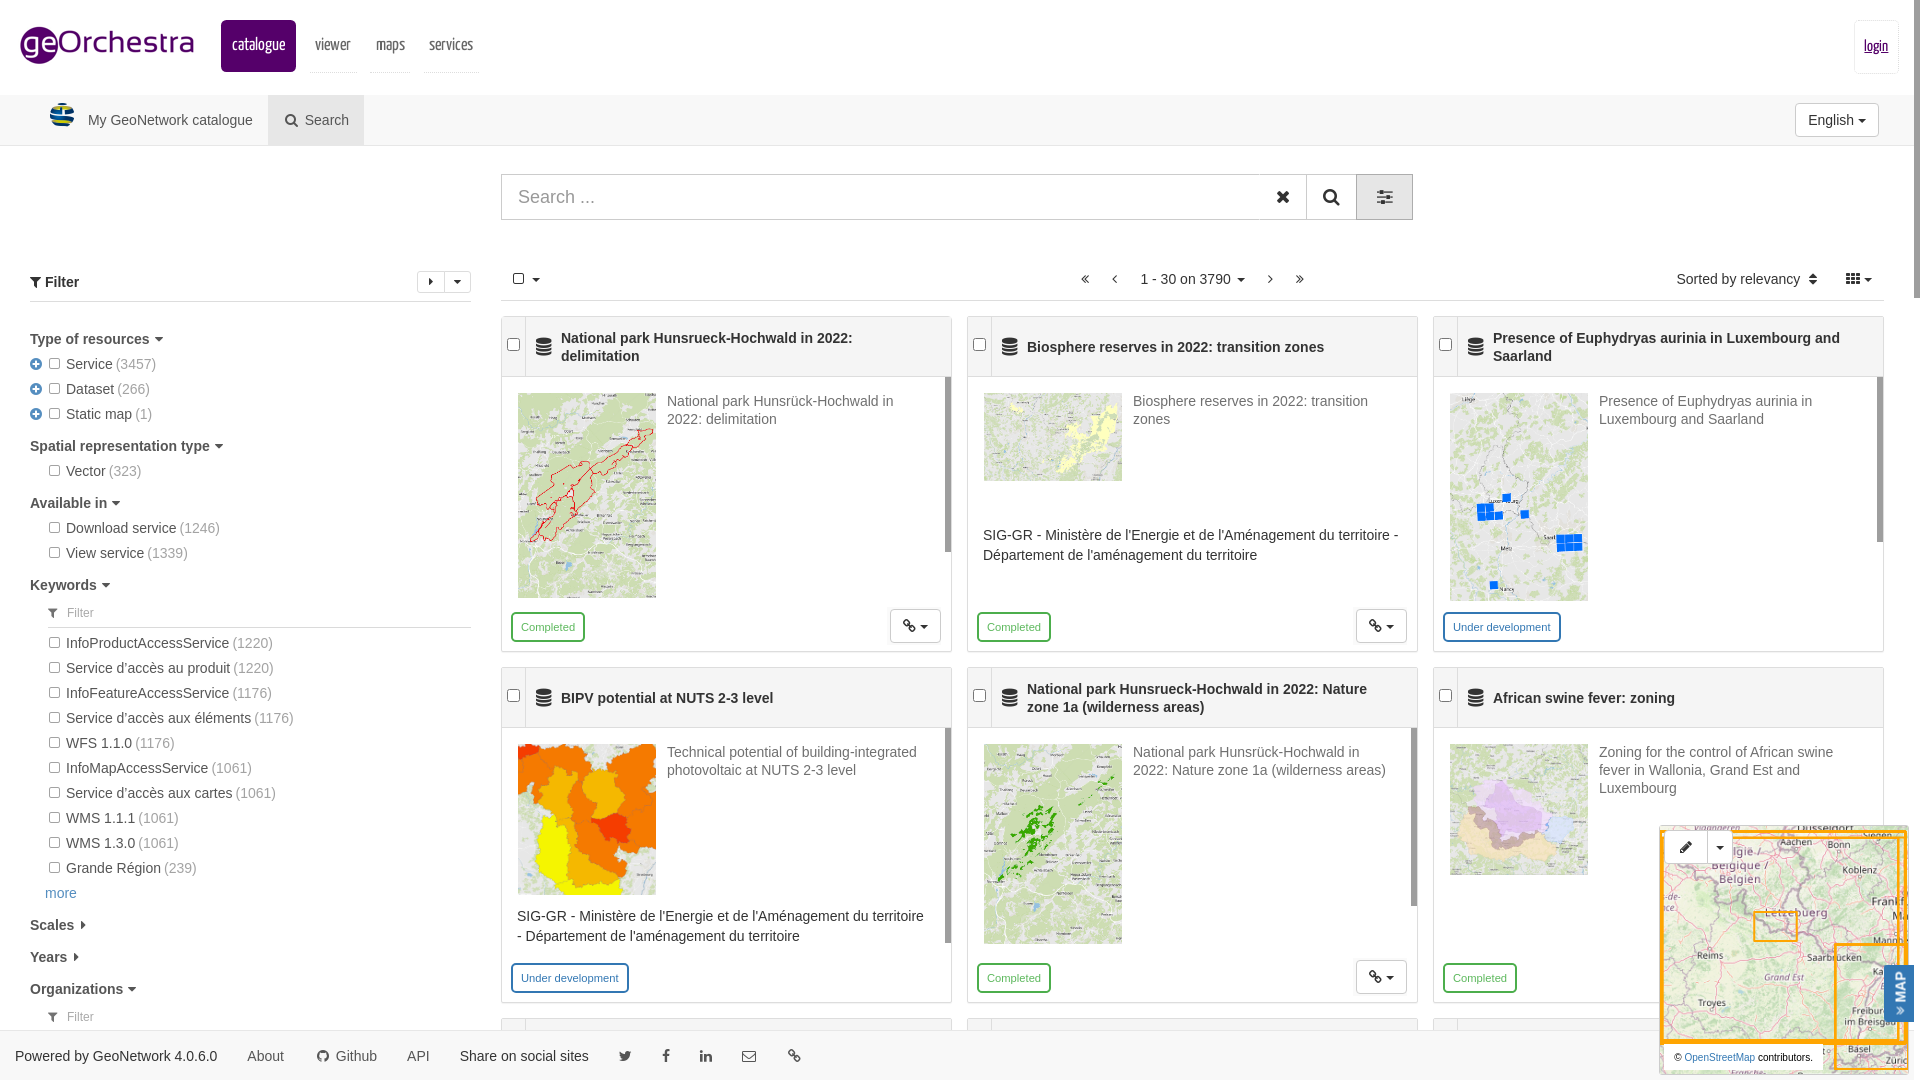 geOrchestra
catalogue
viewer
maps
services
login
My GeoNetwork catalogue
Search
English
Search ...
Filter
1 - 30 on 3790
Sorted by relevancy
Type of resources
Service (3457)
Dataset (266)
Static map (1)
Spatial representation type
Vector (323)
Available in
Download service (1246)
View service (1339)
Keywords
Filter
InfoProductAccessService (1220)
Service d’accès au produit (1220)
InfoFeatureAccessService (1176)
Service d’accès aux éléments (1176)
WFS 1.1.0 (1176)
InfoMapAccessService (1061)
Service d’accès aux cartes (1061)
WMS 1.1.1 (1061)
WMS 1.3.0 (1061)
Grande Région (239)
more
Scales
Years
Organizations
Filter
National park Hunsrueck-Hochwald in 2022:
delimitation
National park Hunsrück-Hochwald in
2022: delimitation
Completed
Biosphere reserves in 2022: transition zones
Biosphere reserves in 2022: transition
zones
SIG-GR - Ministère de l'Energie et de l'Aménagement du territoire -
Département de l'aménagement du territoire
Completed
Presence of Euphydryas aurinia in Luxembourg and
Saarland
Presence of Euphydryas aurinia in
Luxembourg and Saarland
Under development
BIPV potential at NUTS 2-3 level
Technical potential of building-integrated
photovoltaic at NUTS 2-3 level
SIG-GR - Ministère de l'Energie et de l'Aménagement du territoire
- Département de l'aménagement du territoire
Under development
National park Hunsrueck-Hochwald in 2022: Nature
zone 1a (wilderness areas)
National park Hunsrück-Hochwald in
2022: Nature zone 1a (wilderness areas)
Completed
African swine fever: zoning
Zoning for the control of African swine
fever in Wallonia, Grand Est and
Luxembourg
Completed
Aachen
Bonn
Belgique /
Belgien
Koblenz
Lëtzebuerg
Reims
Saarbrücken
Grand Est
Troyes
Freiburg
im Breisgau
Basel
MAP
© OpenStreetMap contributors.
Powered by GeoNetwork 4.0.6.0
About
Github
API
Share on social sites